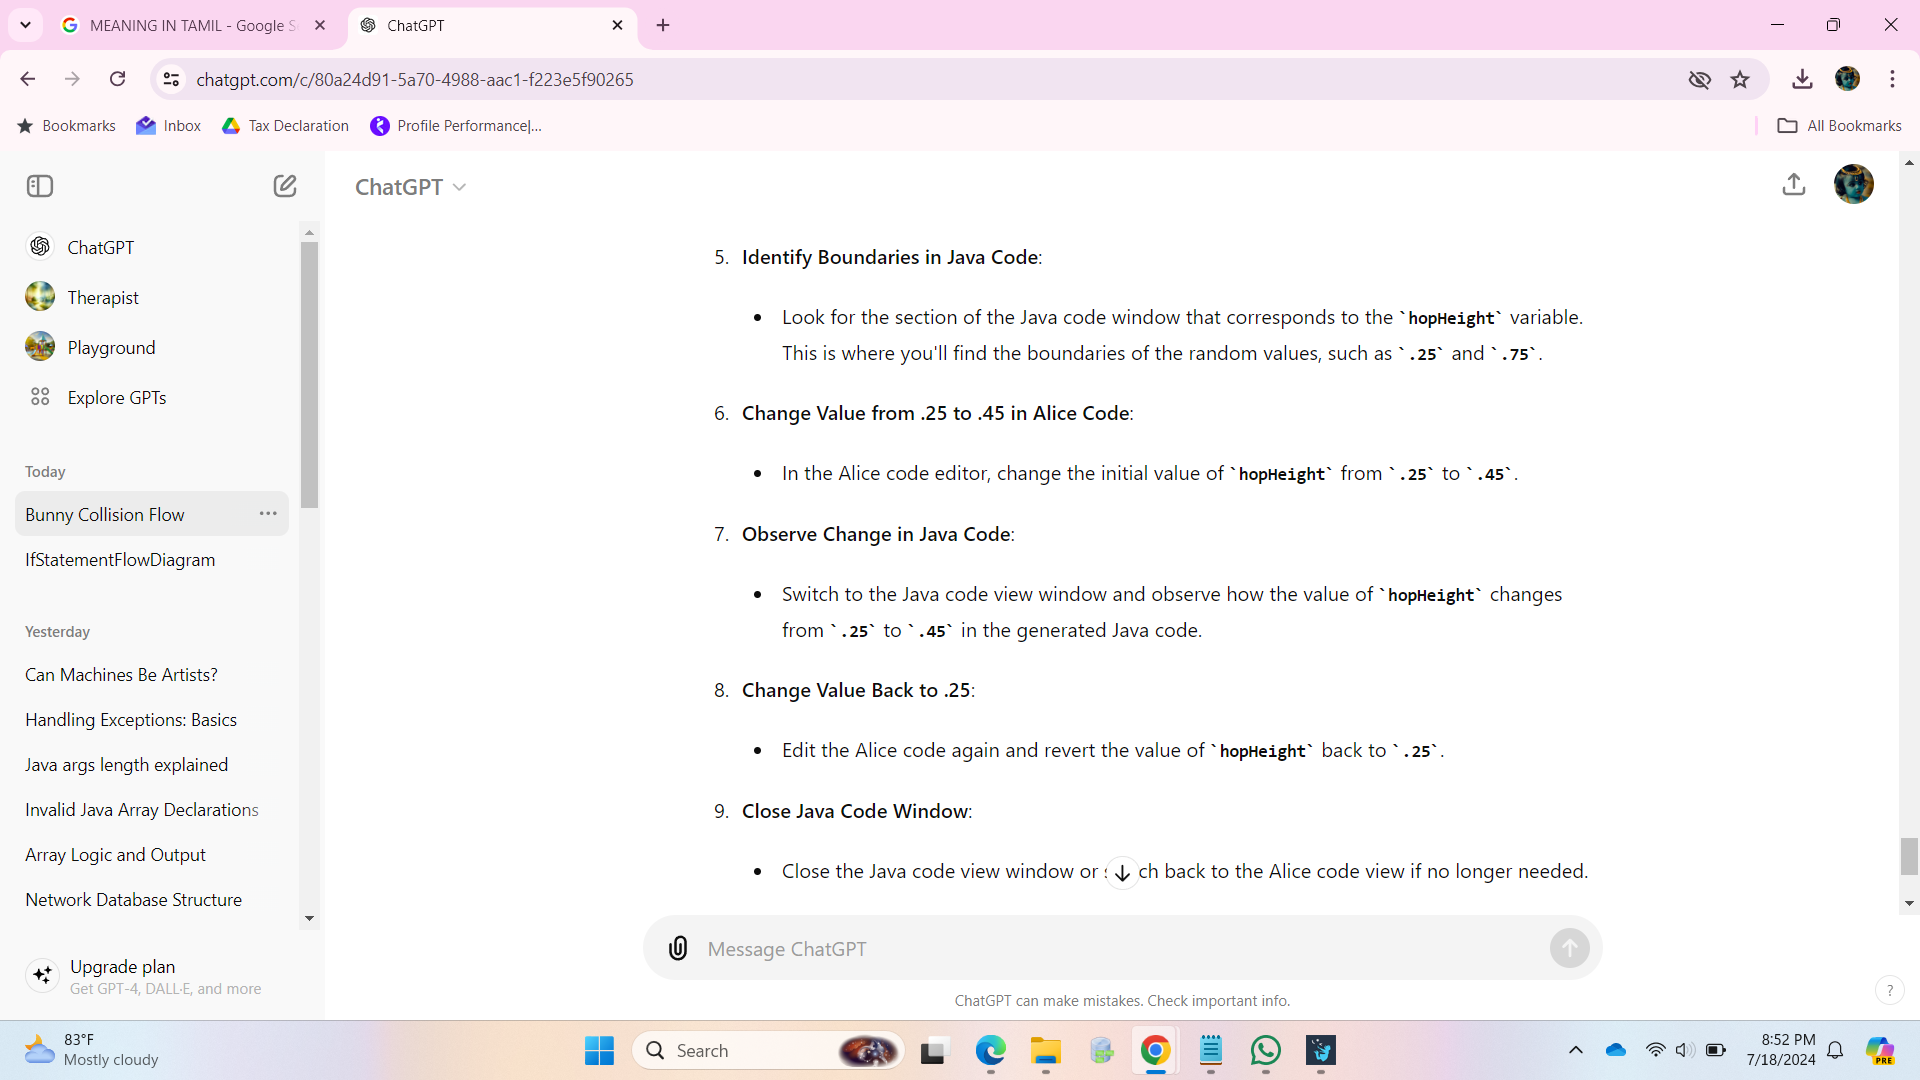 MEANING IN TAMIL - Google S
ChatGPT
chatgpt.com/c/80a24d91-5a70-4988-aac1-f223e5f90265
Bookmarks
Inbox
Tax Declaration
Profile Performance|...
All Bookmarks
ChatGPT
Therapist
Playground
Explore GPTs
Today
Bunny Collision Flow
IfStatementFlowDiagram
Yesterday
Can Machines Be Artists?
Handling Exceptions: Basics
Java args length explained
Invalid Java Array Declarations
Array Logic and Output
Network Database Structure
Upgrade plan
Get GPT-4, DALL·E, and more
ChatGPT
5. Identify Boundaries in Java Code:
• Look for the section of the Java code window that corresponds to the `hopHeight` variable.
This is where you'll find the boundaries of the random values, such as `.25` and `.75`.
6. Change Value from .25 to .45 in Alice Code:
• In the Alice code editor, change the initial value of `hopHeight` from `.25` to `.45`.
7. Observe Change in Java Code:
• Switch to the Java code view window and observe how the value of `hopHeight` changes
from `.25` to `.45` in the generated Java code.
8. Change Value Back to .25:
• Edit the Alice code again and revert the value of `hopHeight` back to `.25`.
9. Close Java Code Window:
• Close the Java code view window or s ch back to the Alice code view if no longer needed.
Message ChatGPT
ChatGPT can make mistakes. Check important info.
?
83°F
Mostly cloudy
Search
8:52 PM
7/18/2024
PRE